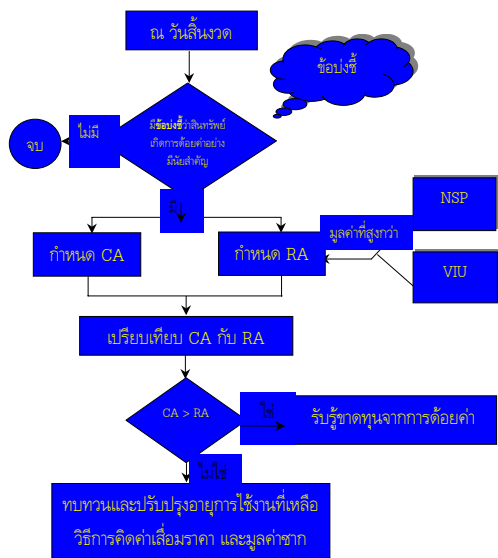 ณ วันสิ้นงวด
ข้อบ่งชี้
มีข้อบ่งชี้ว่าสินทรัพย์
เกิดการด้อยค่าอย่าง
มีนัยสำคัญ
ไม่มี
จบ
มี
NSP
มูลค่าที่สูงกว่า
กำหนด CA
กำหนด RA
VIU
เปรียบเทียบ CA กับ RA
CA > RA
ใช่
รับรู้ขาดทุนจากการด้อยค่า
ไม่ใช่
ทบทวนและปรับปรุงอายุการใช้งานที่เหลือ
วิธีการคิดค่าเสื่อมราคา และมูลค่าซาก